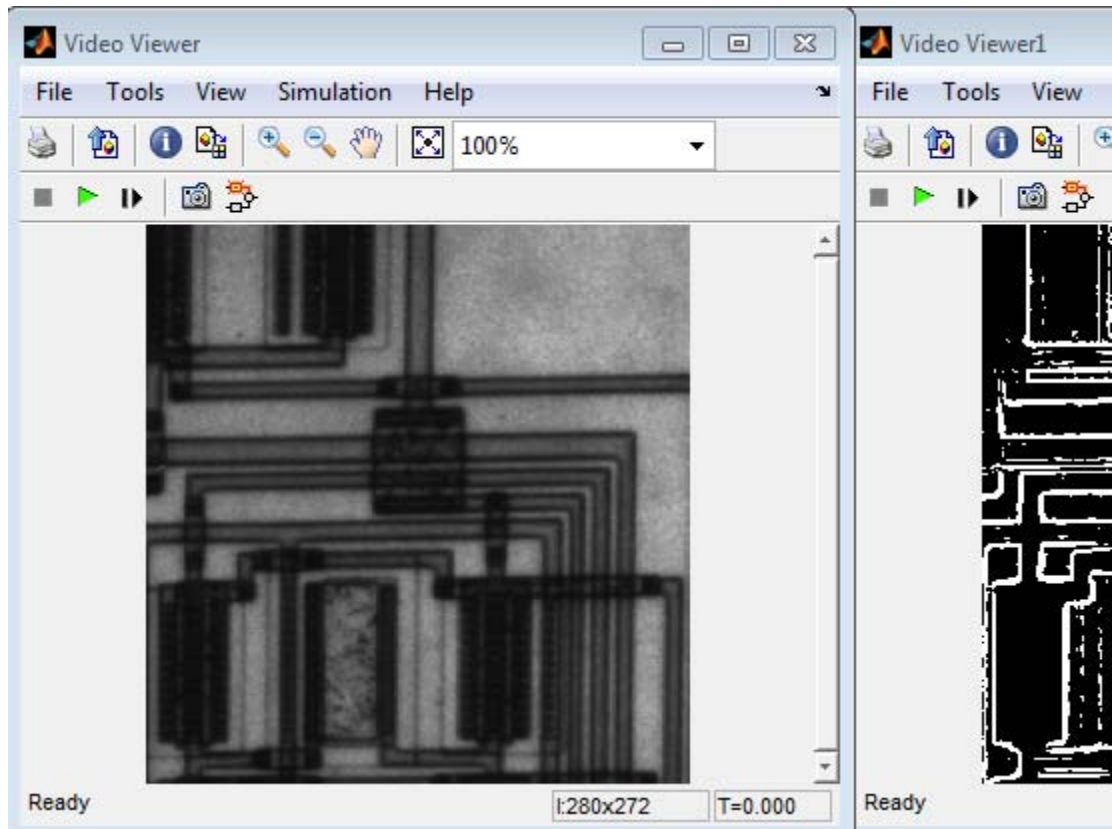 Video Viewer
File Tools View Simulation Help
100%
Ready I:280x272 T=0.000
Video Viewer1
File Tools View
Ready